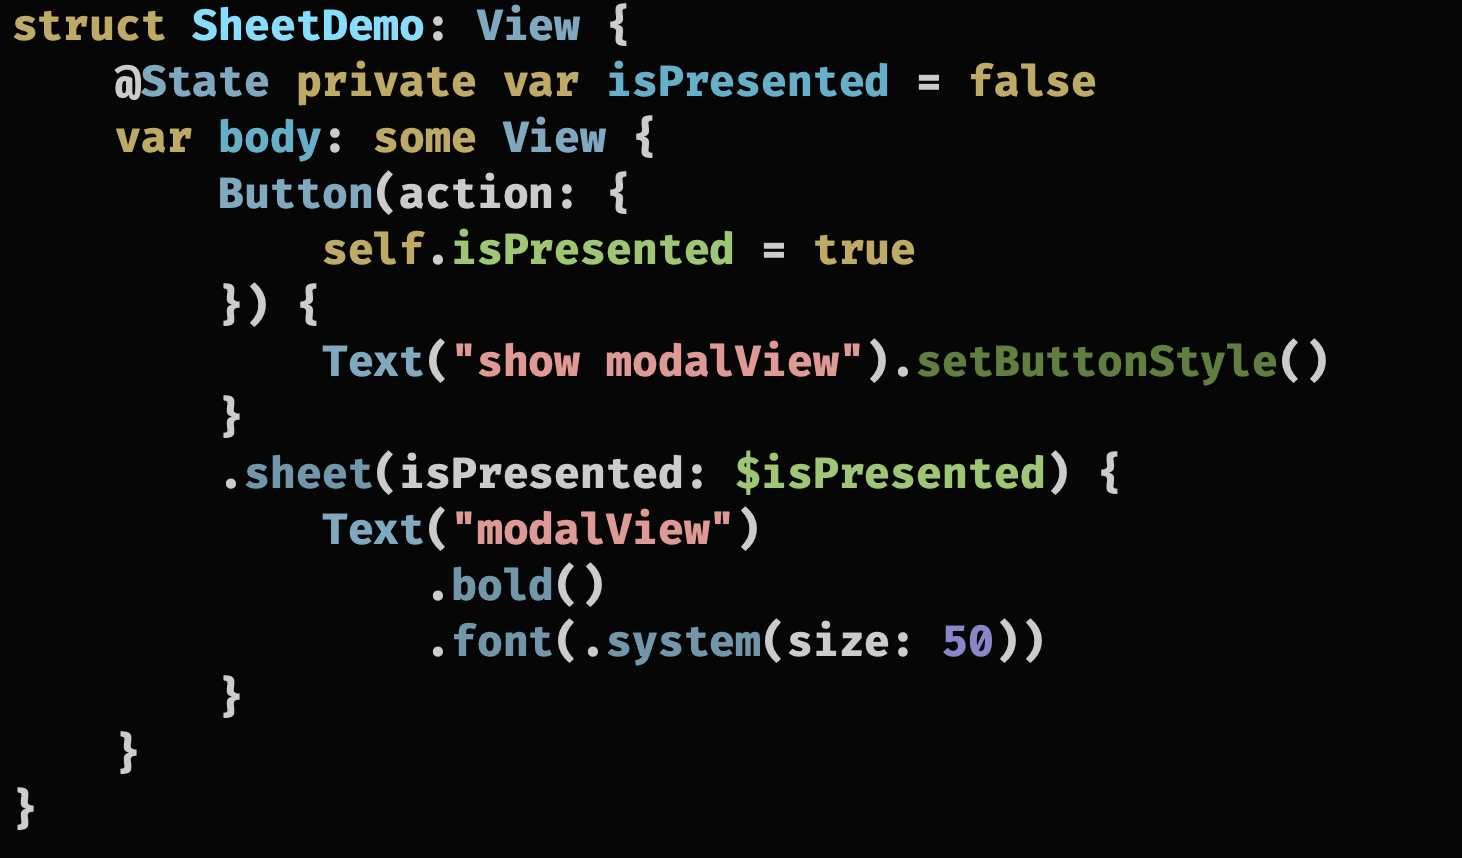 struct SheetDemo: View {
    @State private var isPresented = false
    var body: some View {
        Button(action: {
            self.isPresented = true
        }) {
            Text("show modalView").setButtonStyle()
        }
        .sheet(isPresented: $isPresented) {
            Text("modalView")
                .bold()
                .font(.system(size: 50))
        }
    }
}